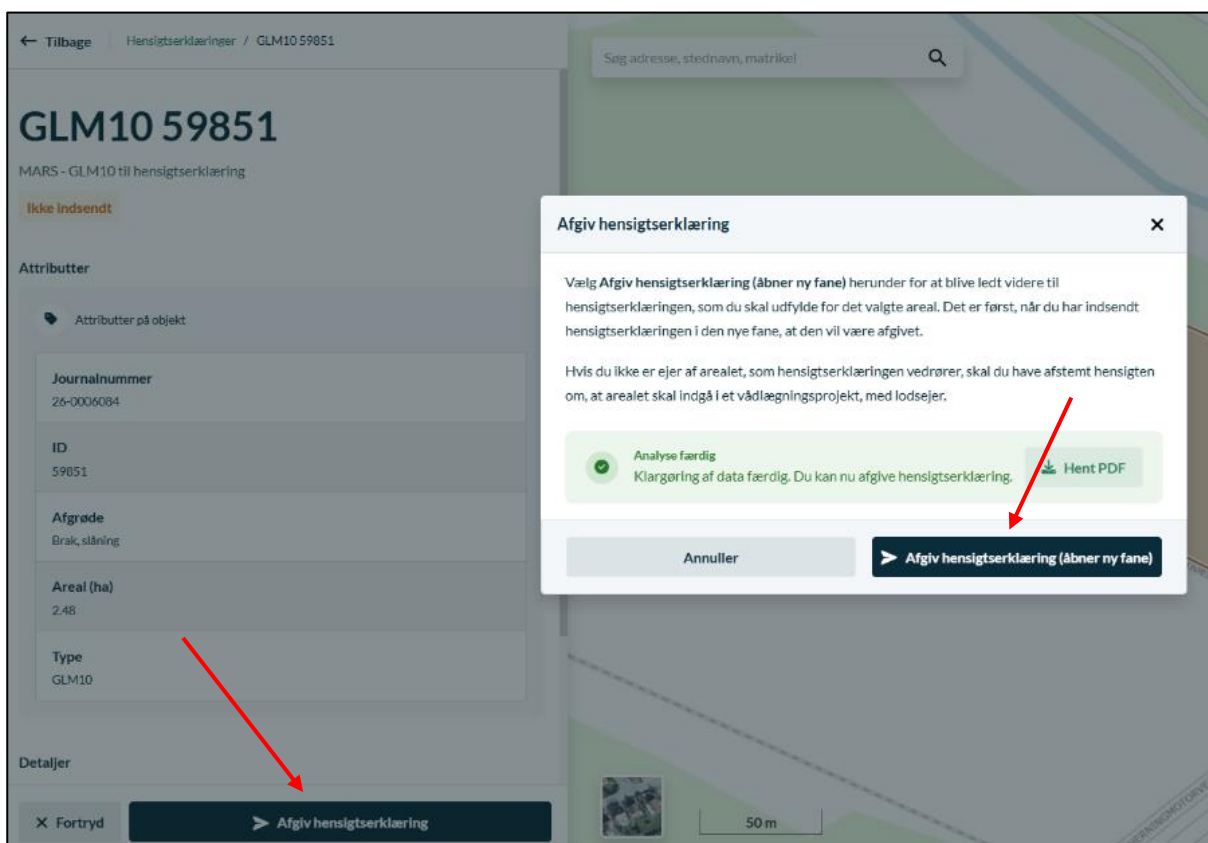 ← Tilbage Hensigtserklæringer / GLM10 59851
Søg adresse, stednavn, matrikel
GLM10 59851
MARS - GLM10 til hensigtserklæring
Ikke indsendt
Attributter
Attributter på objekt
Journalnummer
26-0006084
ID
59851
Afgrøde
Brak, slåning
Areal (ha)
2.48
Type
GLM10
Detaljer
Fortryd
Afgiv hensigtserklæring
Afgiv hensigtserklæring
Vælg Afgiv hensigtserklæring (åbner ny fane) herunder for at blive ledt videre til
hensigtserklæringen, som du skal udfylde for det valgte areal. Det er først, når du har indsendt
hensigtserklæringen i den nye fane, at den vil være afgivet.
Hvis du ikke er ejer af arealet, som hensigtserklæringen vedrører, skal du have afstemt hensigten
om, at arealet skal indgå i et vådlægningsprojekt, med lodsejer.
Analyse færdig
Klargøring af data færdig. Du kan nu afgive hensigtserklæring.
Hent PDF
Annuller
Afgiv hensigtserklæring (åbner ny fane)
50 m